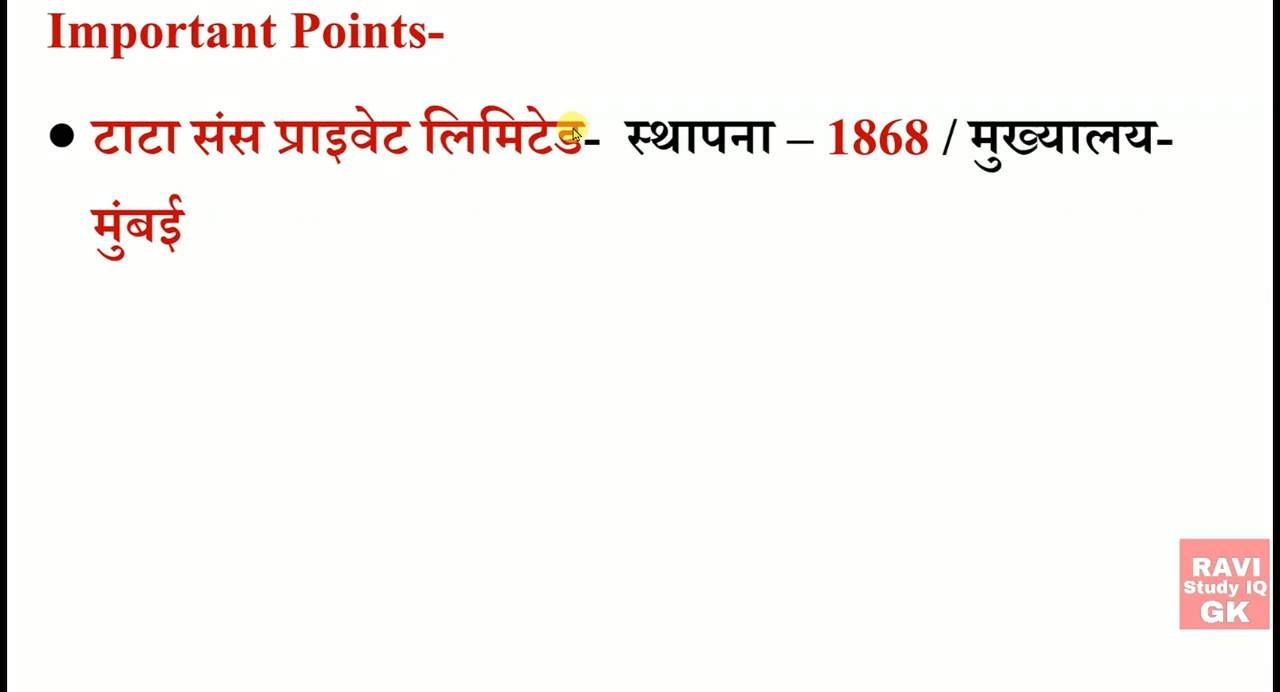 Important Points-
● टाटा संस प्राइवेट लिमिटेड- स्थापना – 1868 / मुख्यालय-
मुंबई
RAVI
Study IQ
GK